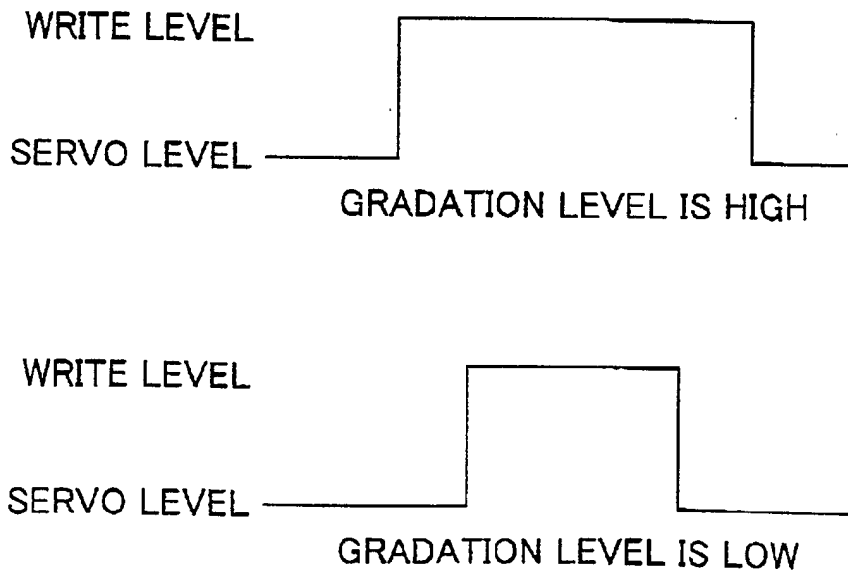 WRITE LEVEL
SERVO LEVEL
GRADATION LEVEL IS HIGH
WRITE LEVEL
SERVO LEVEL
GRADATION LEVEL IS LOW